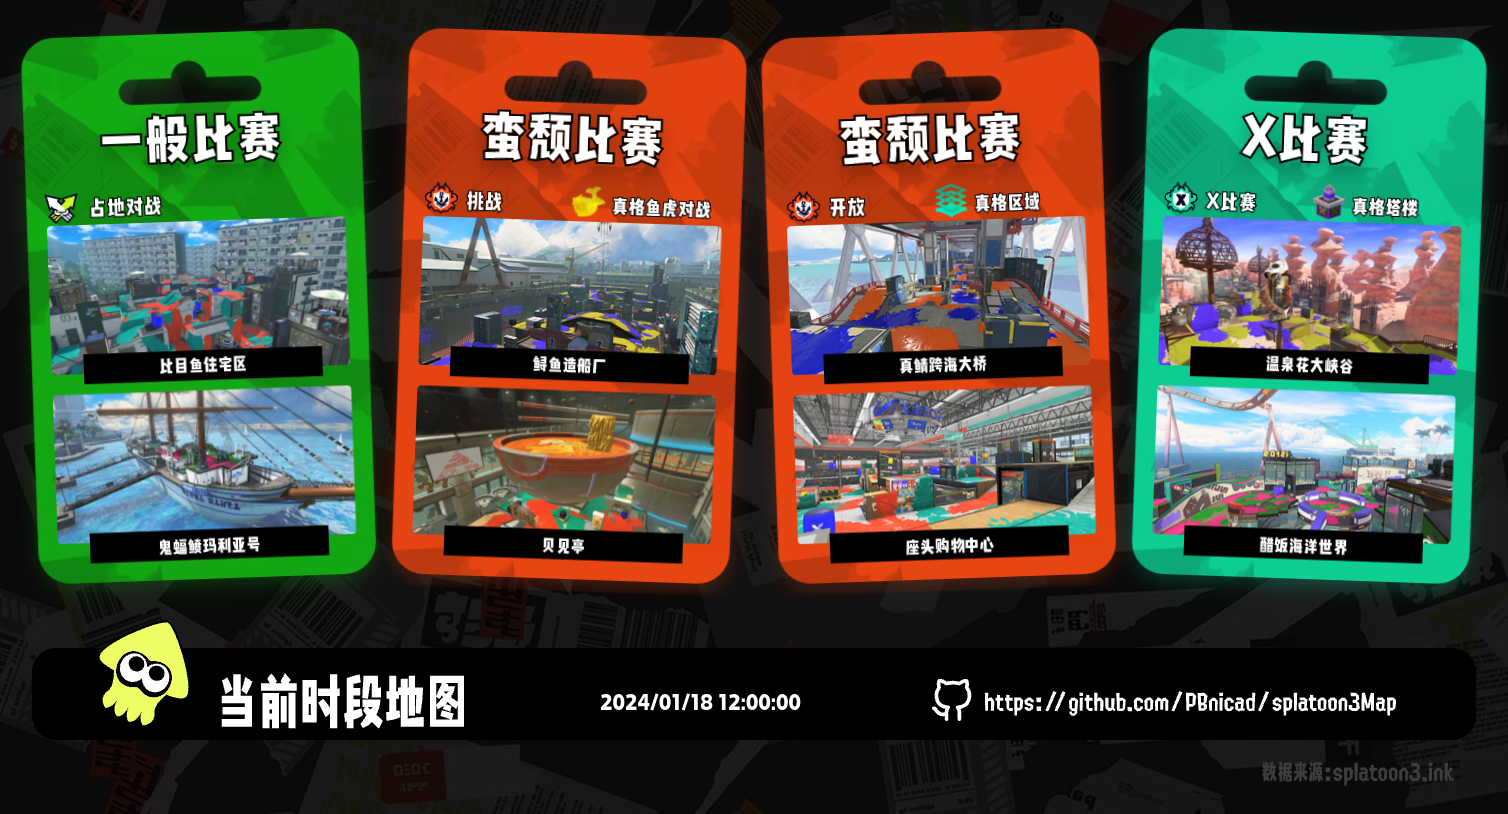 一般比赛
占地对战
比目鱼住宅区
鬼蝠鲼玛利亚号
蛮颓比赛
挑战
真格鱼虎对战
鲟鱼造船厂
贝见亭
蛮颓比赛
开放
真格区域
真鲭跨海大桥
座头购物中心
X比赛
X比赛
真格塔楼
温泉花大峡谷
醋饭海洋世界
当前时段地图
2024/01/18 12:00:00
https://github.com/PBnicad/splatoon3Map
数据来源:splatoon3.ink